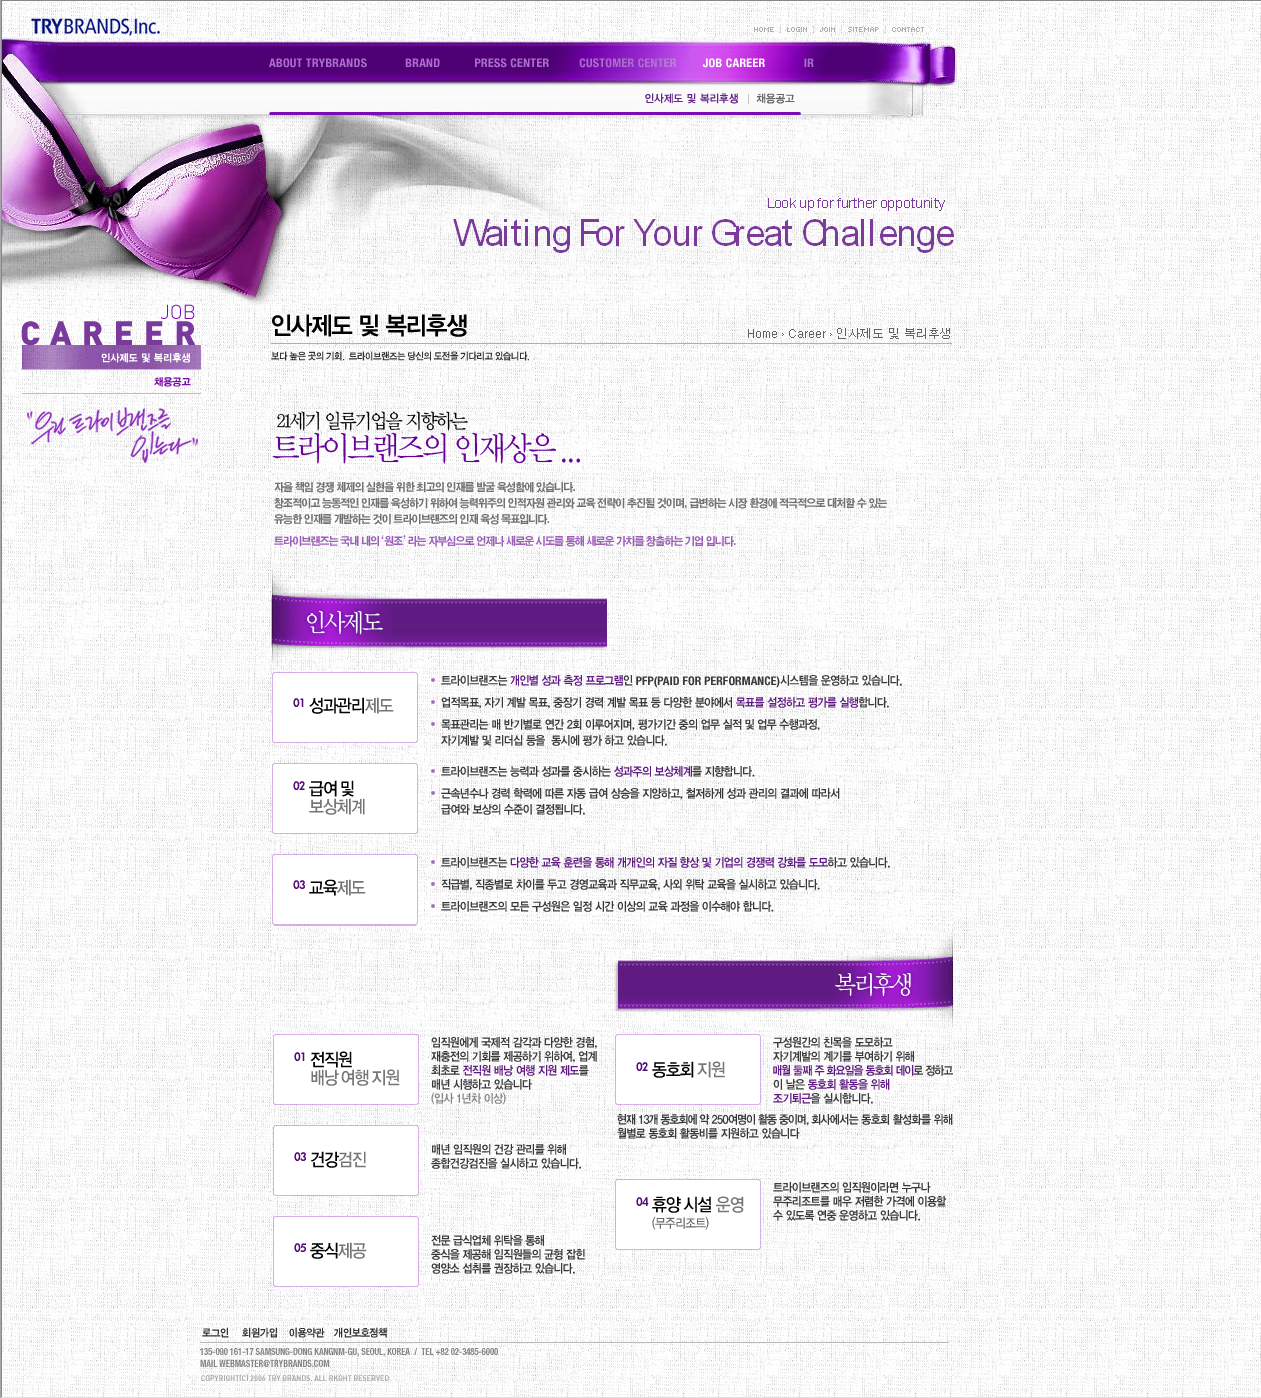 TRYBRANDS,Inc.
HOME LOGIN JOIN SITEMAP CONTACT
ABOUT TRYBRANDS BRAND PRESS CENTER CUSTOMER CENTER JOB CAREER IR
인사제도 및 복리후생 | 채용공고
Look up for further oppotunity
Waiting For Your Great Challenge
JOB
CAREER
인사제도 및 복리후생
채용공고
"우린 트라이브랜즈를
입는다"
인사제도 및 복리후생
Home › Career › 인사제도 및 복리후생
보다 높은 곳의 기회, 트라이브랜즈는 당신의 도전을 기다리고 있습니다.
21세기 일류기업을 지향하는
트라이브랜즈의 인재상은 ...
자율 책임 경쟁 체제의 실현을 위한 최고의 인재를 발굴 육성함에 있습니다.
창조적이고 능동적인 인재를 육성하기 위하여 능력위주의 인적자원 관리와 교육 전략이 추진될 것이며, 급변하는 시장 환경에 적극적으로 대처할 수 있는
유능한 인재를 개발하는 것이 트라이브랜즈의 인재 육성 목표입니다.
트라이브랜즈는 국내 내의 '원조' 라는 자부심으로 언제나 새로운 시도를 통해 새로운 가치를 창출하는 기업 입니다.
인사제도
01 성과관리제도
• 트라이브랜즈는 개인별 성과 측정 프로그램인 PFP(PAID FOR PERFORMANCE)시스템을 운영하고 있습니다.
• 업적목표, 자기 계발 목표, 중장기 경력 계발 목표 등 다양한 분야에서 목표를 설정하고 평가를 실행합니다.
• 목표관리는 매 반기별로 연간 2회 이루어지며, 평가기간 중의 업무 실적 및 업무 수행과정,
자기계발 및 리더십 등을 동시에 평가 하고 있습니다.
02 급여 및
보상체계
• 트라이브랜즈는 능력과 성과를 중시하는 성과주의 보상체계를 지향합니다.
• 근속년수나 경력 학력에 따른 자동 급여 상승을 지양하고, 철저하게 성과 관리의 결과에 따라서
급여와 보상의 수준이 결정됩니다.
03 교육제도
• 트라이브랜즈는 다양한 교육 훈련을 통해 개개인의 자질 향상 및 기업의 경쟁력 강화를 도모하고 있습니다.
• 직급별, 직종별로 차이를 두고 경영교육과 직무교육, 사외 위탁 교육을 실시하고 있습니다.
• 트라이브랜즈의 모든 구성원은 일정 시간 이상의 교육 과정을 이수해야 합니다.
복리후생
01 전직원
배낭 여행 지원
임직원에게 국제적 감각과 다양한 경험,
재충전의 기회를 제공하기 위하여, 업계
최초로 전직원 배낭 여행 지원 제도를
매년 시행하고 있습니다
(입사 1년차 이상)
02 동호회 지원
구성원간의 친목을 도모하고
자기계발의 계기를 부여하기 위해
매월 둘째 주 화요일을 동호회 데이로 정하고
이 날은 동호회 활동을 위해
조기퇴근을 실시합니다.
현재 13개 동호회에 약 250여명이 활동 중이며, 회사에서는 동호회 활성화를 위해
월별로 동호회 활동비를 지원하고 있습니다
03 건강검진
매년 임직원의 건강 관리를 위해
종합건강검진을 실시하고 있습니다.
04 휴양 시설 운영
(무주리조트)
트라이브랜즈의 임직원이라면 누구나
무주리조트를 매우 저렴한 가격에 이용할
수 있도록 연중 운영하고 있습니다.
05 중식제공
전문 급식업체 위탁을 통해
중식을 제공해 임직원들의 균형 잡힌
영양소 섭취를 권장하고 있습니다.
로그인 회원가입 이용약관 개인보호정책
135-090 161-17 SAMSUNG-DONG KANGNM-GU, SEOUL, KOREA / TEL +82 02-3485-6000
MAIL WEBMASTER@TRYBRANDS.COM
COPYRIGHT(C) 2006 TRY BRANDS. ALL RKGHT RESERVED